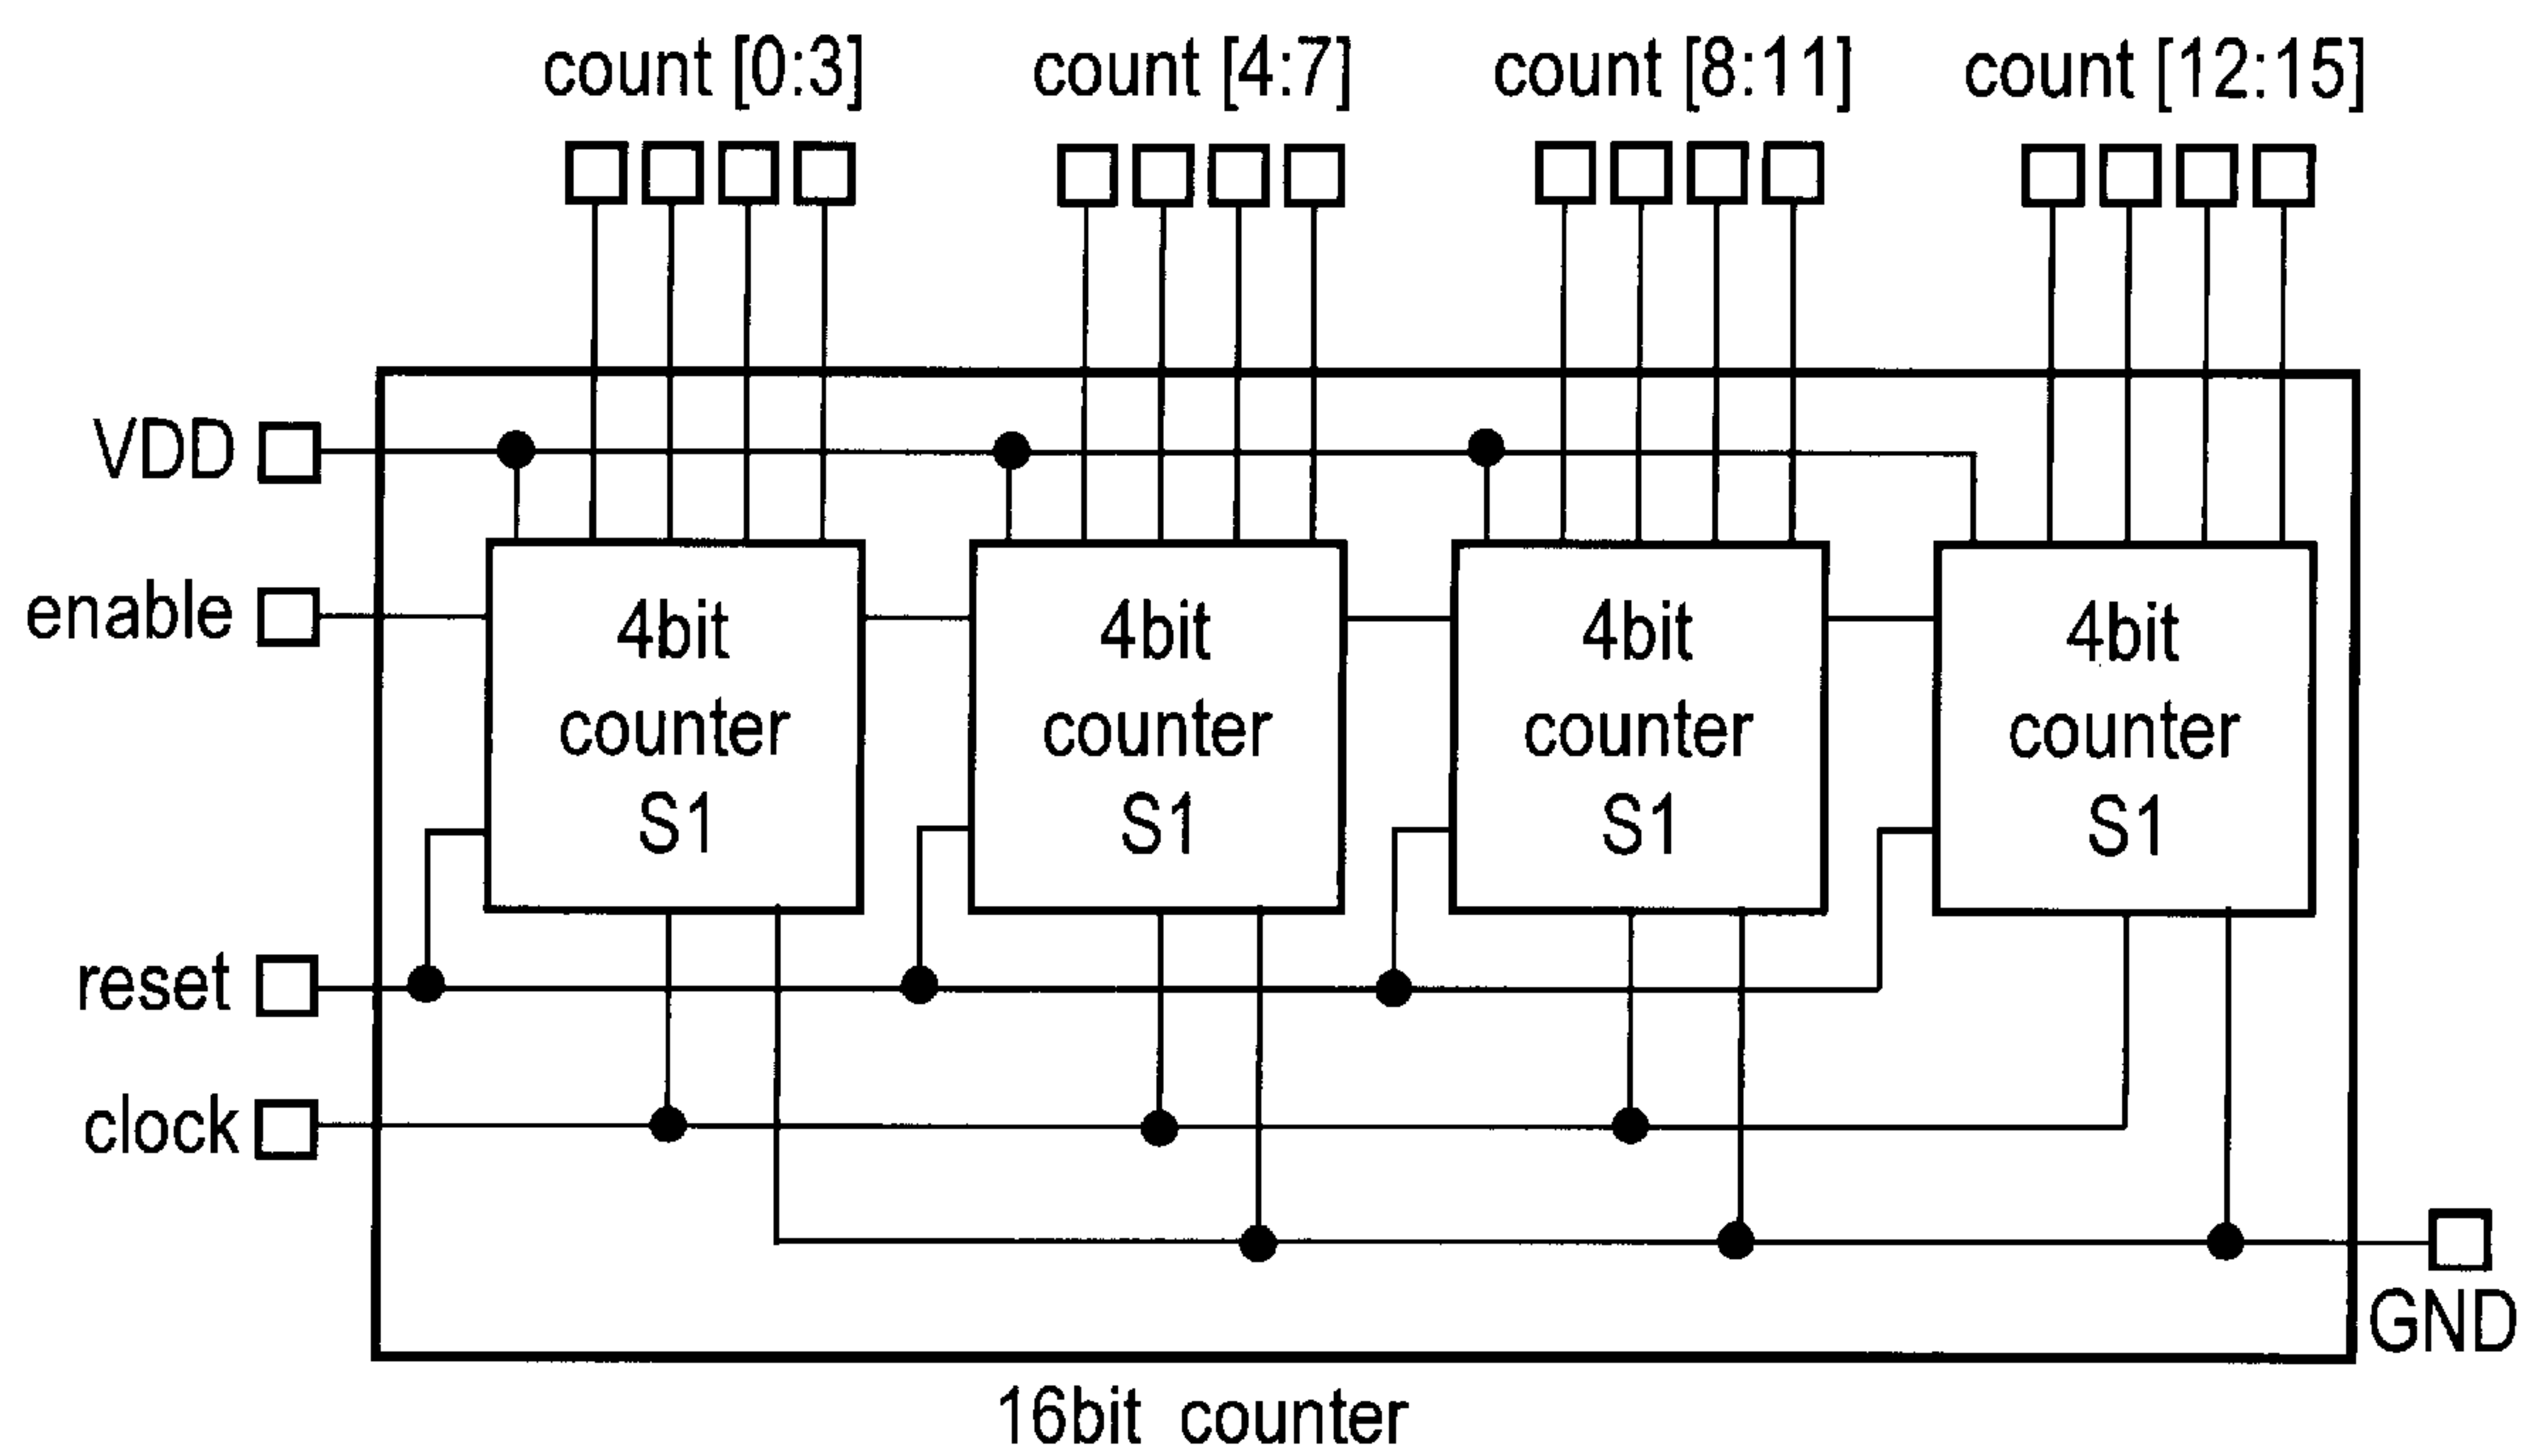 count [0:3]
count [4:7]
count [8:11]
count [12:15]
VDD
enable
4bit
counter
S1
4bit
counter
S1
4bit
counter
S1
4bit
counter
S1
reset
clock
GND
16bit counter